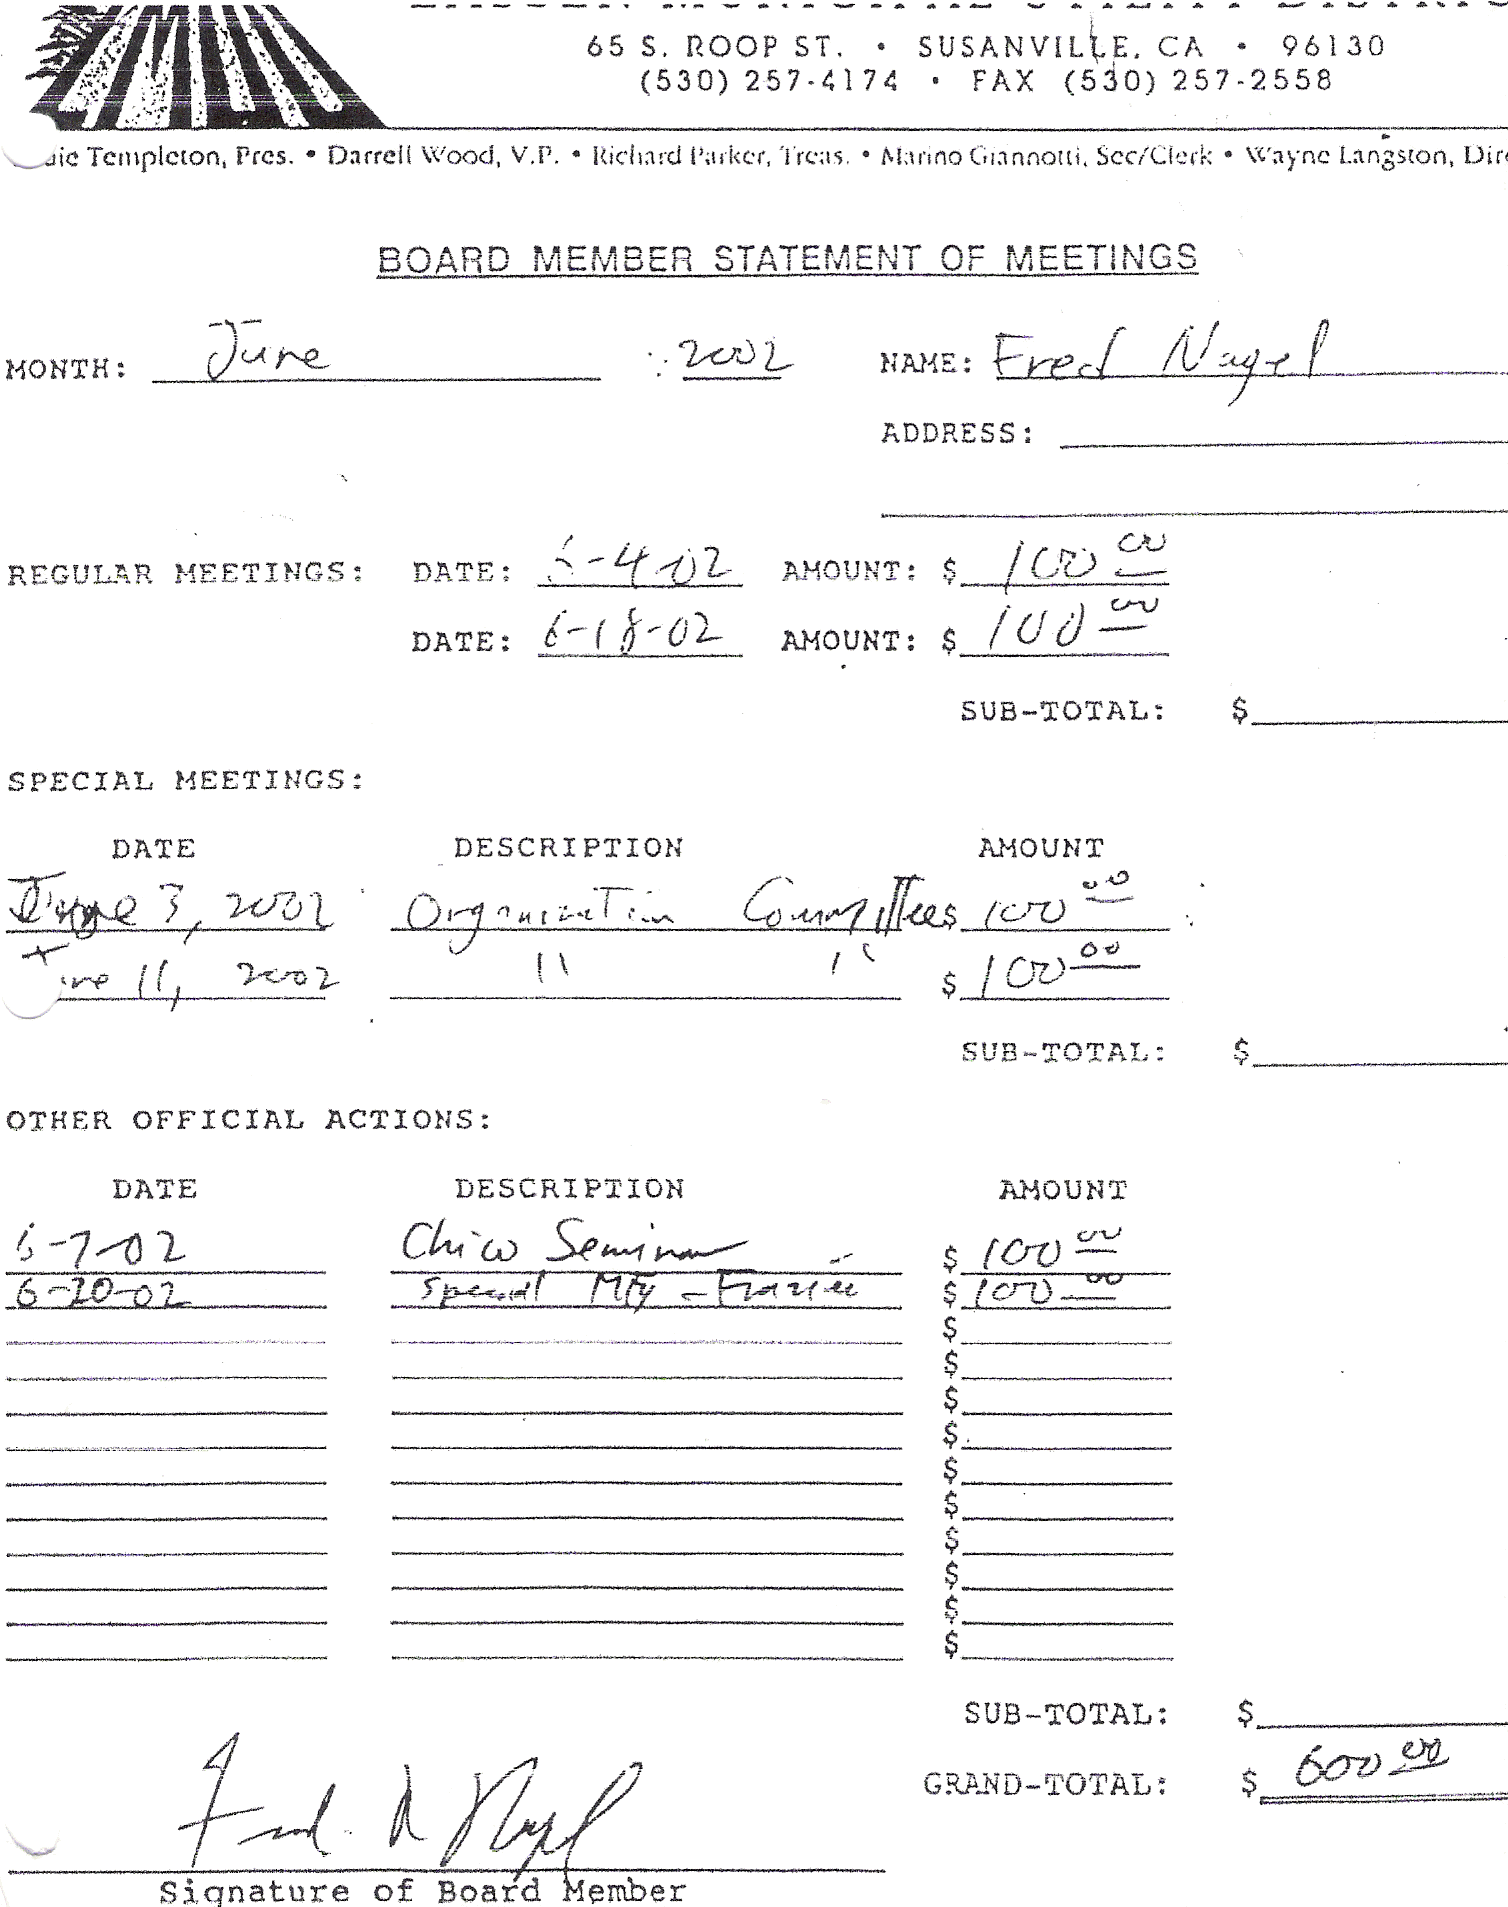 65 S. ROOP ST. • SUSANVILLE, CA • 96130
(530) 257-4174 • FAX (530) 257-2558
Templeton, Pres. • Darrell Wood, V.P. • Richard Parker, Treas. • Marino Giannotti, Sec/Clerk • Wayne Langston,
BOARD MEMBER STATEMENT OF MEETINGS
MONTH: June 2002 NAME: Fred Nagel
ADDRESS:
REGULAR MEETINGS: DATE: 6-4-02 AMOUNT: $ 100 00
DATE: 6-18-02 AMOUNT: $ 100 00
SUB-TOTAL: $
SPECIAL MEETINGS:
DATE DESCRIPTION AMOUNT
June 3, 2002 Organization Committee $ 100 00
June 11, 2002 " " $ 100 00
SUB-TOTAL: $
OTHER OFFICIAL ACTIONS:
DATE DESCRIPTION AMOUNT
6-7-02 Chico Seminar $ 100 00
6-20-02 Special Mtg - $ 100 00
$
$
$
$
$
$
$
$
$
$
SUB-TOTAL: $
GRAND-TOTAL: $ 600 00
Fred Nagel
Signature of Board Member